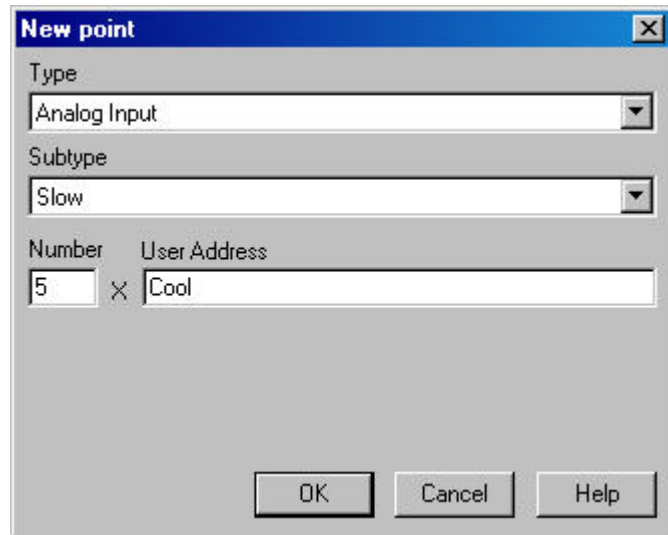 New point
Type
Analog Input
Subtype
Slow
Number User Address
5 X Cool
OK Cancel Help